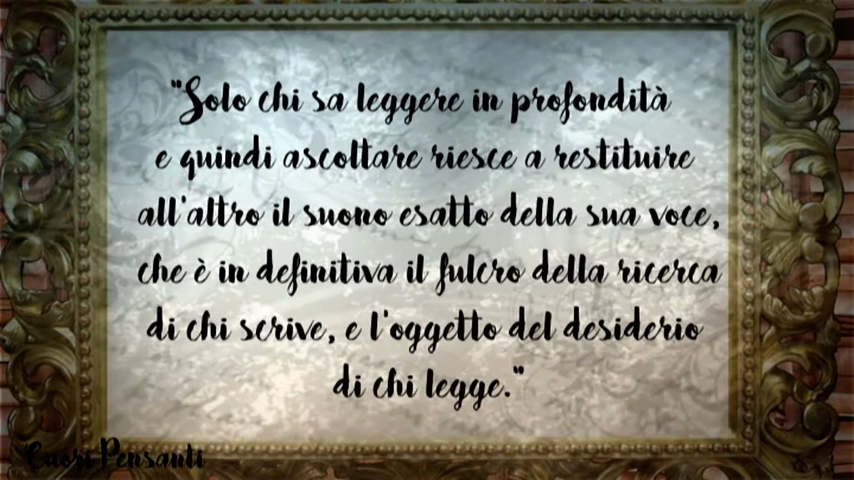 "Solo chi sa leggere in profondità
e quindi ascoltare riesce a restituire
all'altro il suono esatto della sua voce,
che è in definitiva il fulcro della ricerca
di chi scrive, e l'oggetto del desiderio
di chi legge."
Cuori Pensanti